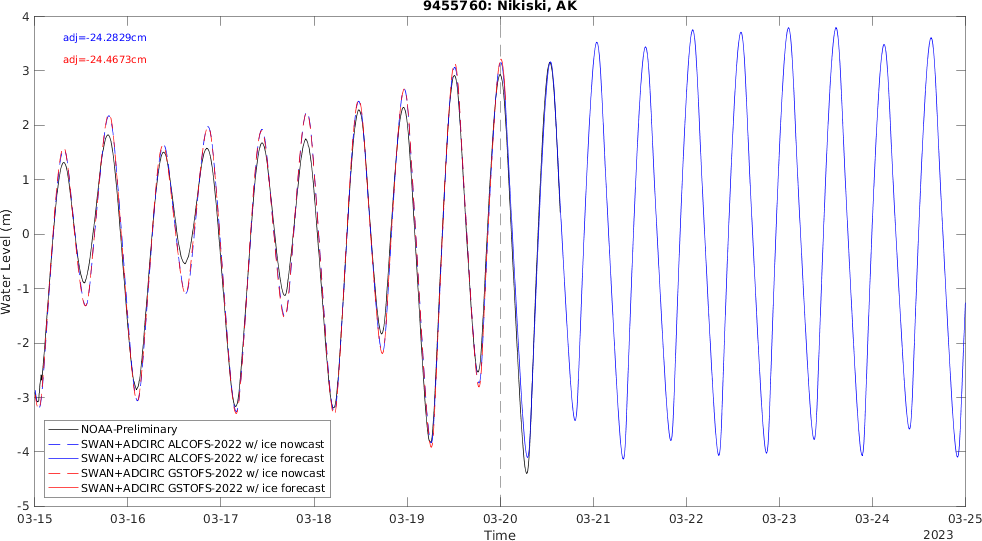 9455760: Nikiski, AK
adj=-24.2829cm
adj=-24.4673cm
Water Level (m)
4
3
2
1
0
-1
-2
-3
-4
-5
NOAA-Preliminary
SWAN+ADCIRC ALCOFS-2022 w/ ice nowcast
SWAN+ADCIRC ALCOFS-2022 w/ ice forecast
SWAN+ADCIRC GSTOFS-2022 w/ ice nowcast
SWAN+ADCIRC GSTOFS-2022 w/ ice forecast
03-15 03-16 03-17 03-18 03-19 03-20 03-21 03-22 03-23 03-24 03-25
Time
2023